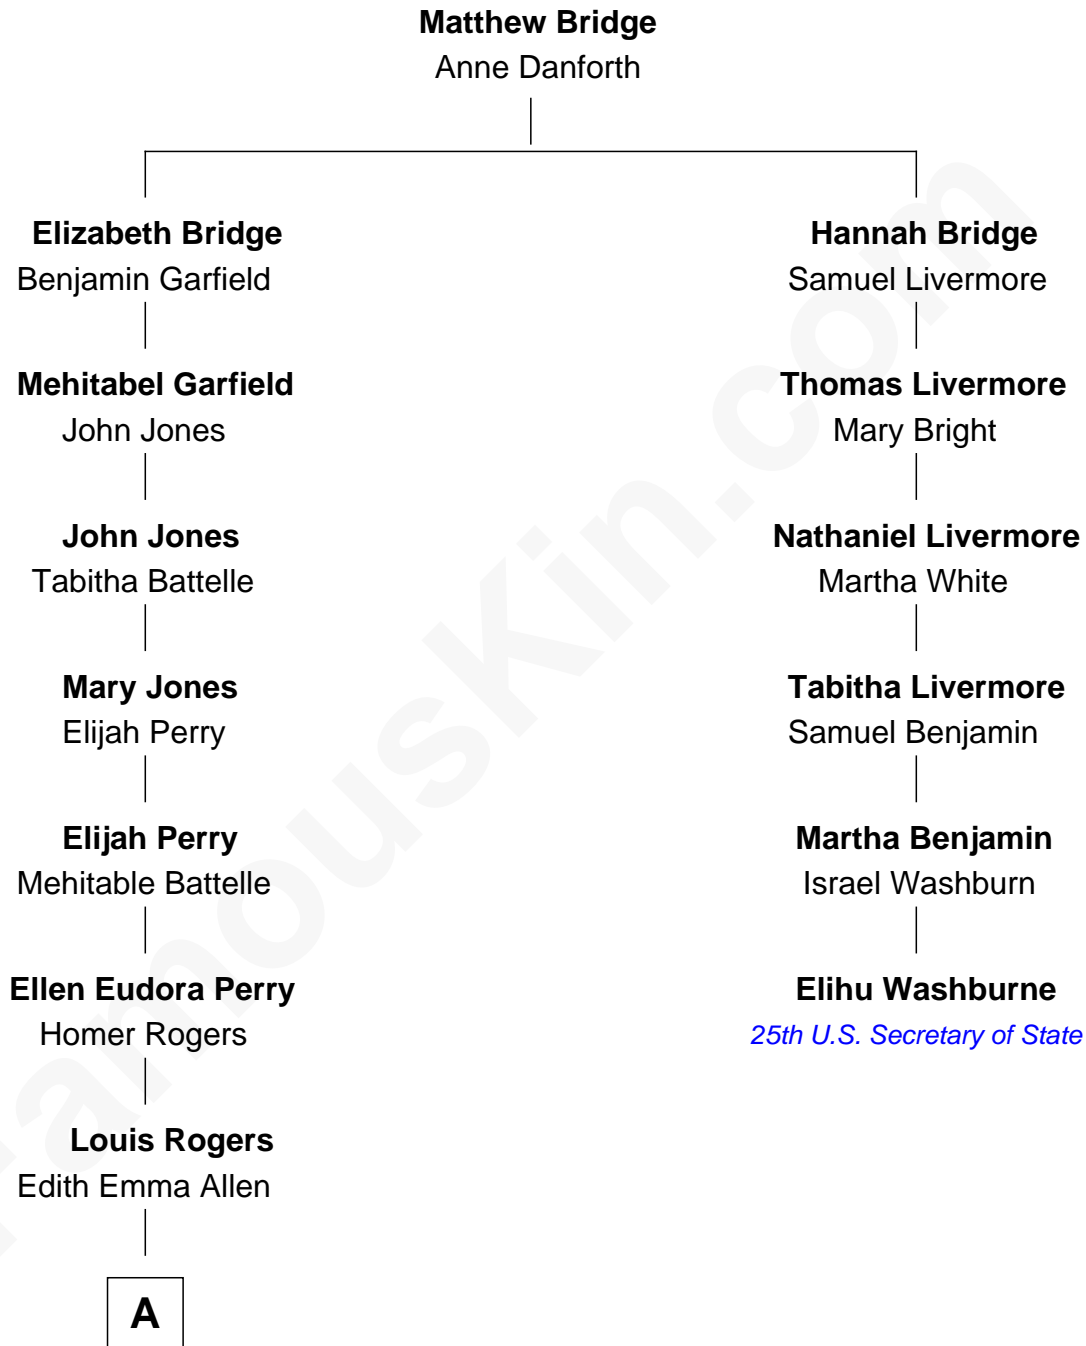 Matthew Bridge
Anne Danforth
Elizabeth Bridge
Benjamin Garfield
Mehitabel Garfield
John Jones
John Jones
Tabitha Battelle
Mary Jones
Elijah Perry
Elijah Perry
Mehitable Battelle
Ellen Eudora Perry
Homer Rogers
Louis Rogers
Edith Emma Allen
A
Hannah Bridge
Samuel Livermore
Thomas Livermore
Mary Bright
Nathaniel Livermore
Martha White
Tabitha Livermore
Samuel Benjamin
Martha Benjamin
Israel Washburn
Elihu Washburne
25th U.S. Secretary of State
FamousKin.com